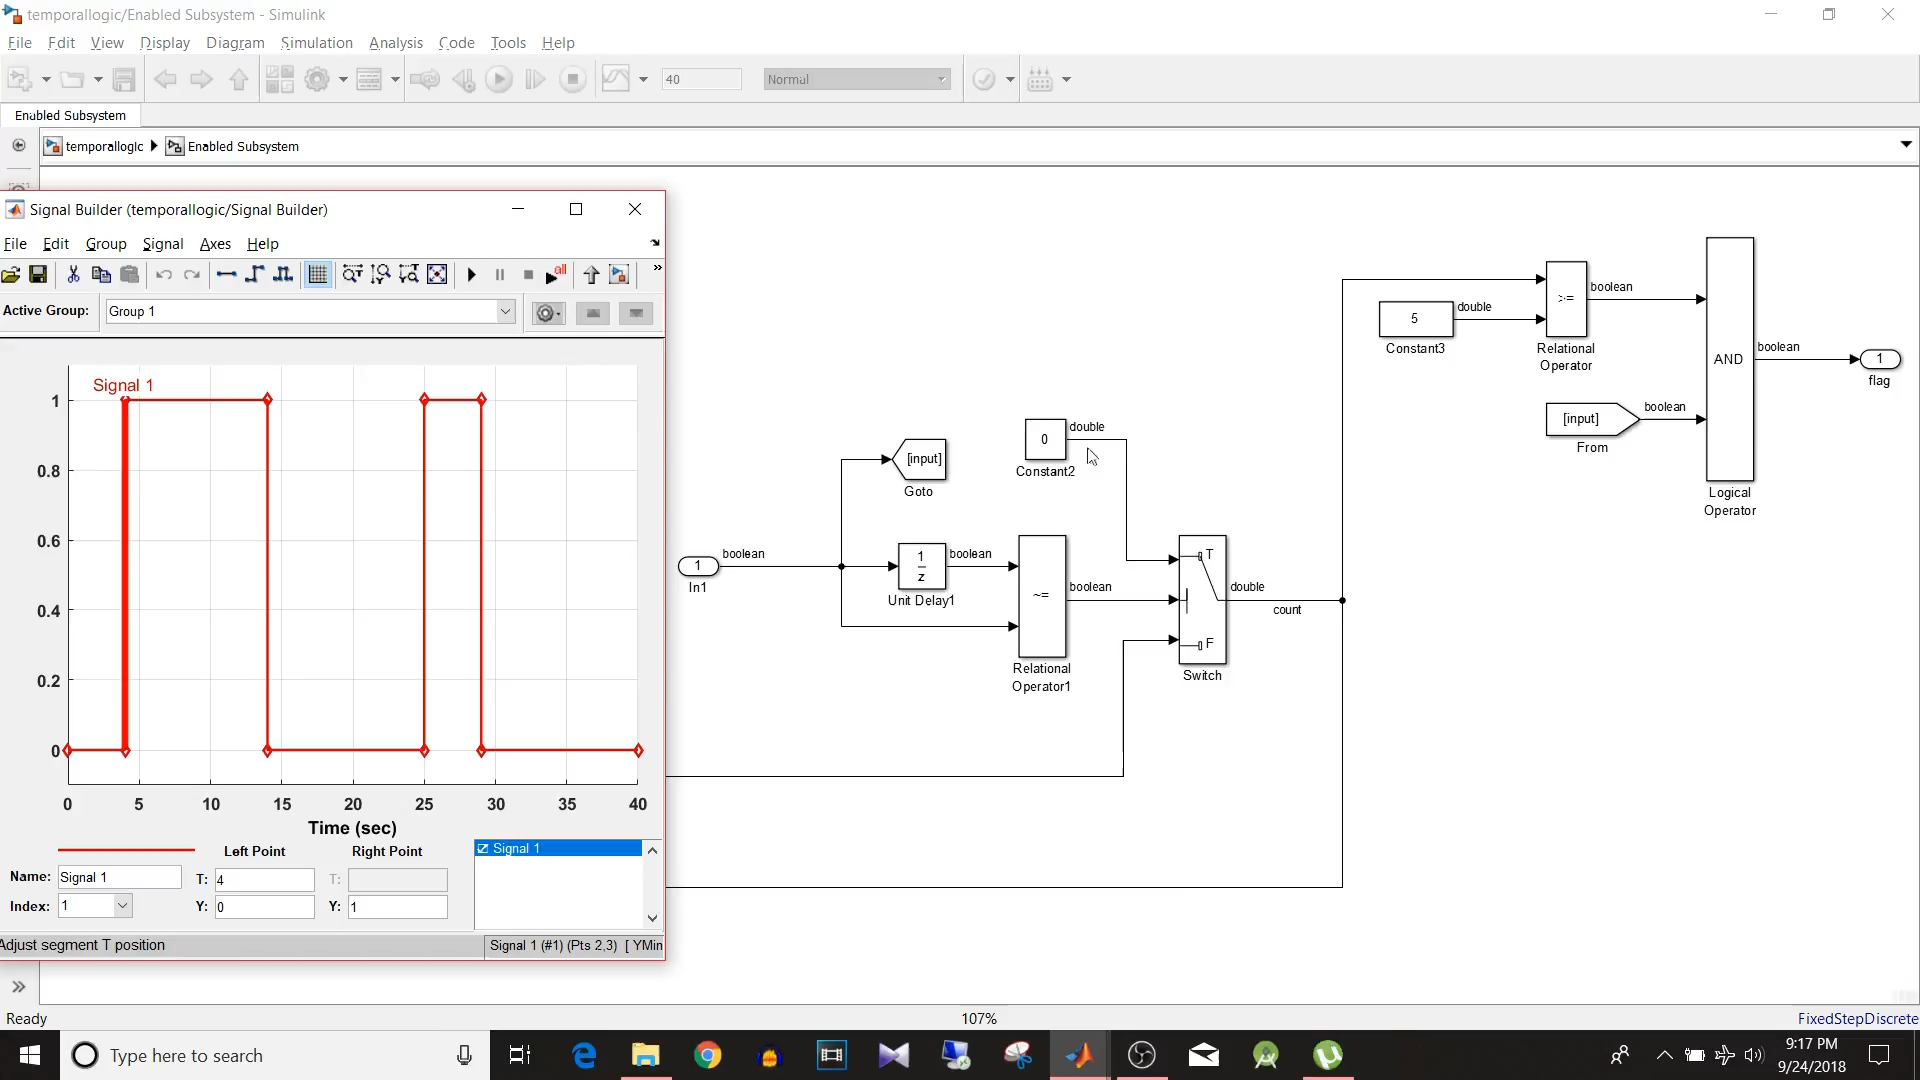 temporallogic/Enabled Subsystem - Simulink
File Edit View Display Diagram Simulation Analysis Code Tools Help
40
Normal
Enabled Subsystem
temporallogic Enabled Subsystem
Signal Builder (temporallogic/Signal Builder)
File Edit Group Signal Axes Help
all
Active Group: Group 1
Signal 1
1
0.8
0.6
0.4
0.2
0
0 5 10 15 20 25 30 35 40
Time (sec)
Left Point Right Point
Name: Signal 1 T: 4 T:
Index: 1 Y: 0 Y: 1
Signal 1
Adjust segment T position
Signal 1 (#1) (Pts 2,3) [ YMin
1
In1
boolean
[input]
Goto
1
z
boolean
Unit Delay1
0
double
Constant2
~=
boolean
Relational
Operator1
T
F
Switch
double
count
5
double
Constant3
>=
boolean
Relational
Operator
[input]
boolean
From
AND
boolean
Logical
Operator
1
flag
Ready
107%
FixedStepDiscrete
Type here to search
9:17 PM
9/24/2018